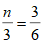 n/3 = 3/6